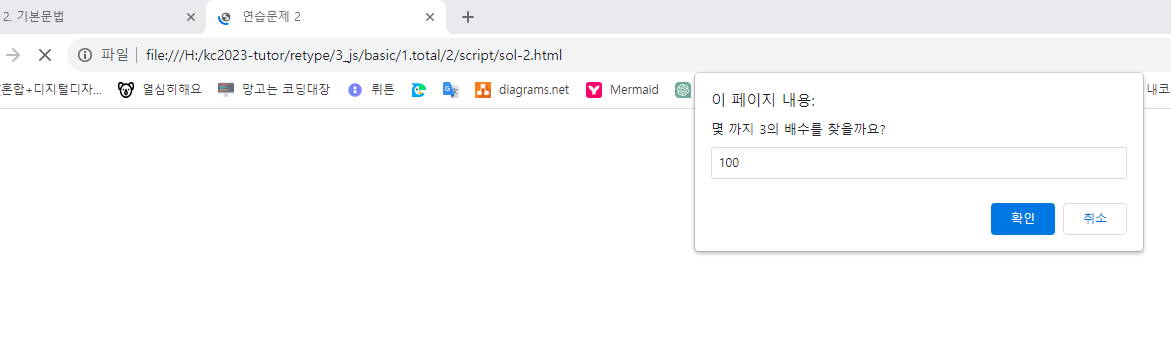 2. 기본문법
연습문제 2
파일 file:///H:/kc2023-tutor/retype/3_js/basic/1.total/2/script/sol-2.html
혼합+디지털디자... 열심히해요 망고는 코딩대장 뤼튼 diagrams.net Mermaid 내코
이 페이지 내용:
몇 까지 3의 배수를 찾을까요?
100
확인 취소